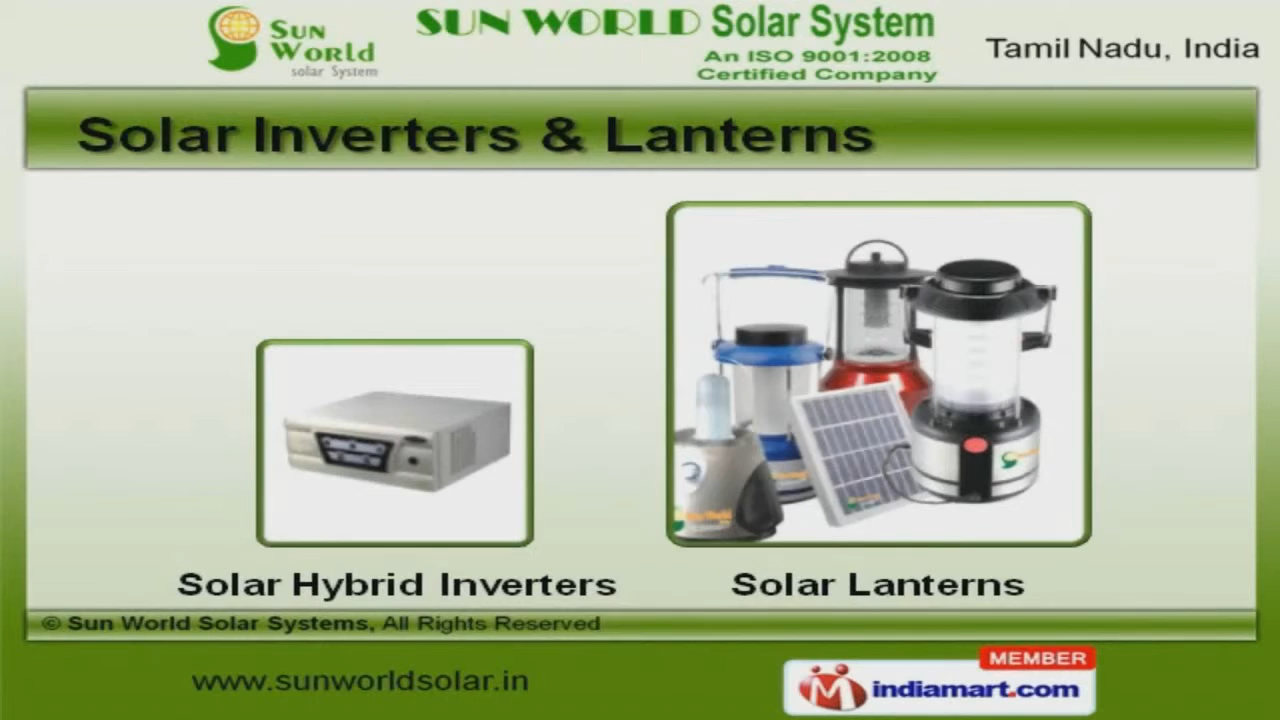 Sun
World
solar System
SUN WORLD Solar System
An ISO 9001:2008
Certified Company
Tamil Nadu, India
Solar Inverters & Lanterns
Solar Hybrid Inverters
Solar Lanterns
© Sun World Solar Systems, All Rights Reserved
www.sunworldsolar.in
MEMBER
indiamart.com